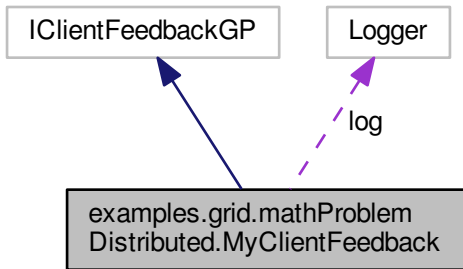 IClientFeedbackGP
Logger
log
examples.grid.mathProblem
Distributed.MyClientFeedback